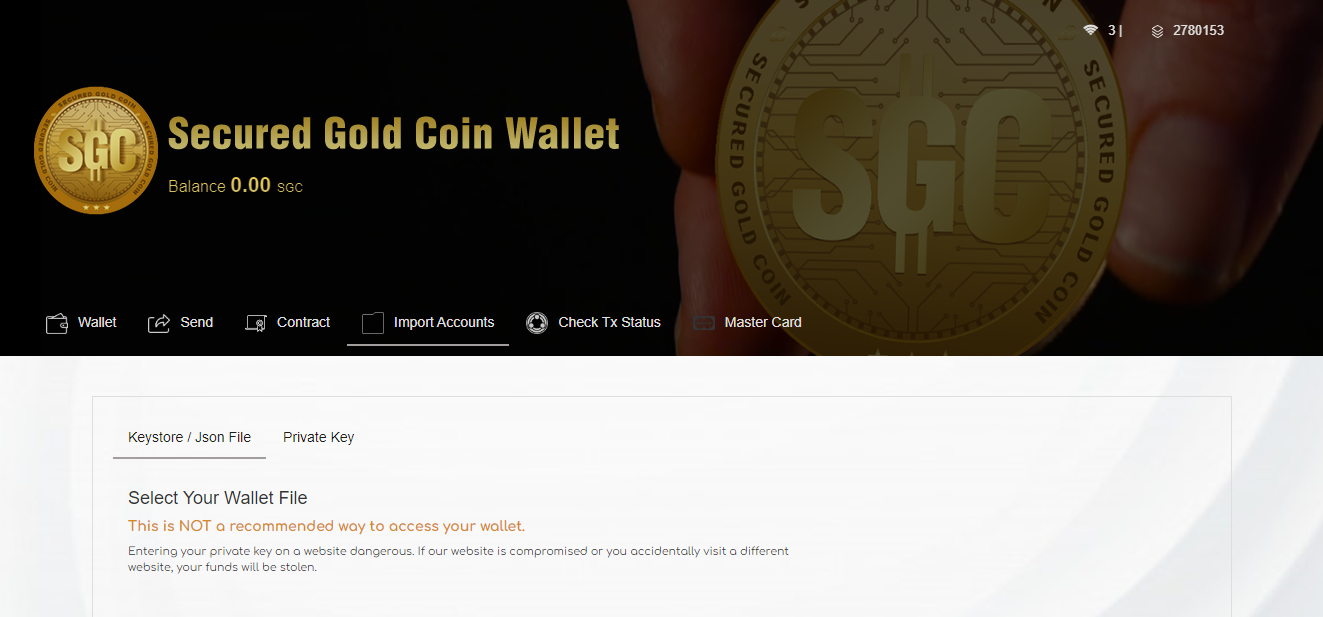 3 |
2780153
SECURED GOLD COIN
SGC
SECURED GOLD COIN
SGC
SECURED GOLD COIN
Secured Gold Coin Wallet
Balance 0.00 SGC
Wallet
Send
Contract
Import Accounts
Check Tx Status
Master Card
Keystore / Json File
Private Key
Select Your Wallet File
This is NOT a recommended way to access your wallet.
Entering your private key on a website dangerous. If our website is compromised or you accidentally visit a different
website, your funds will be stolen.